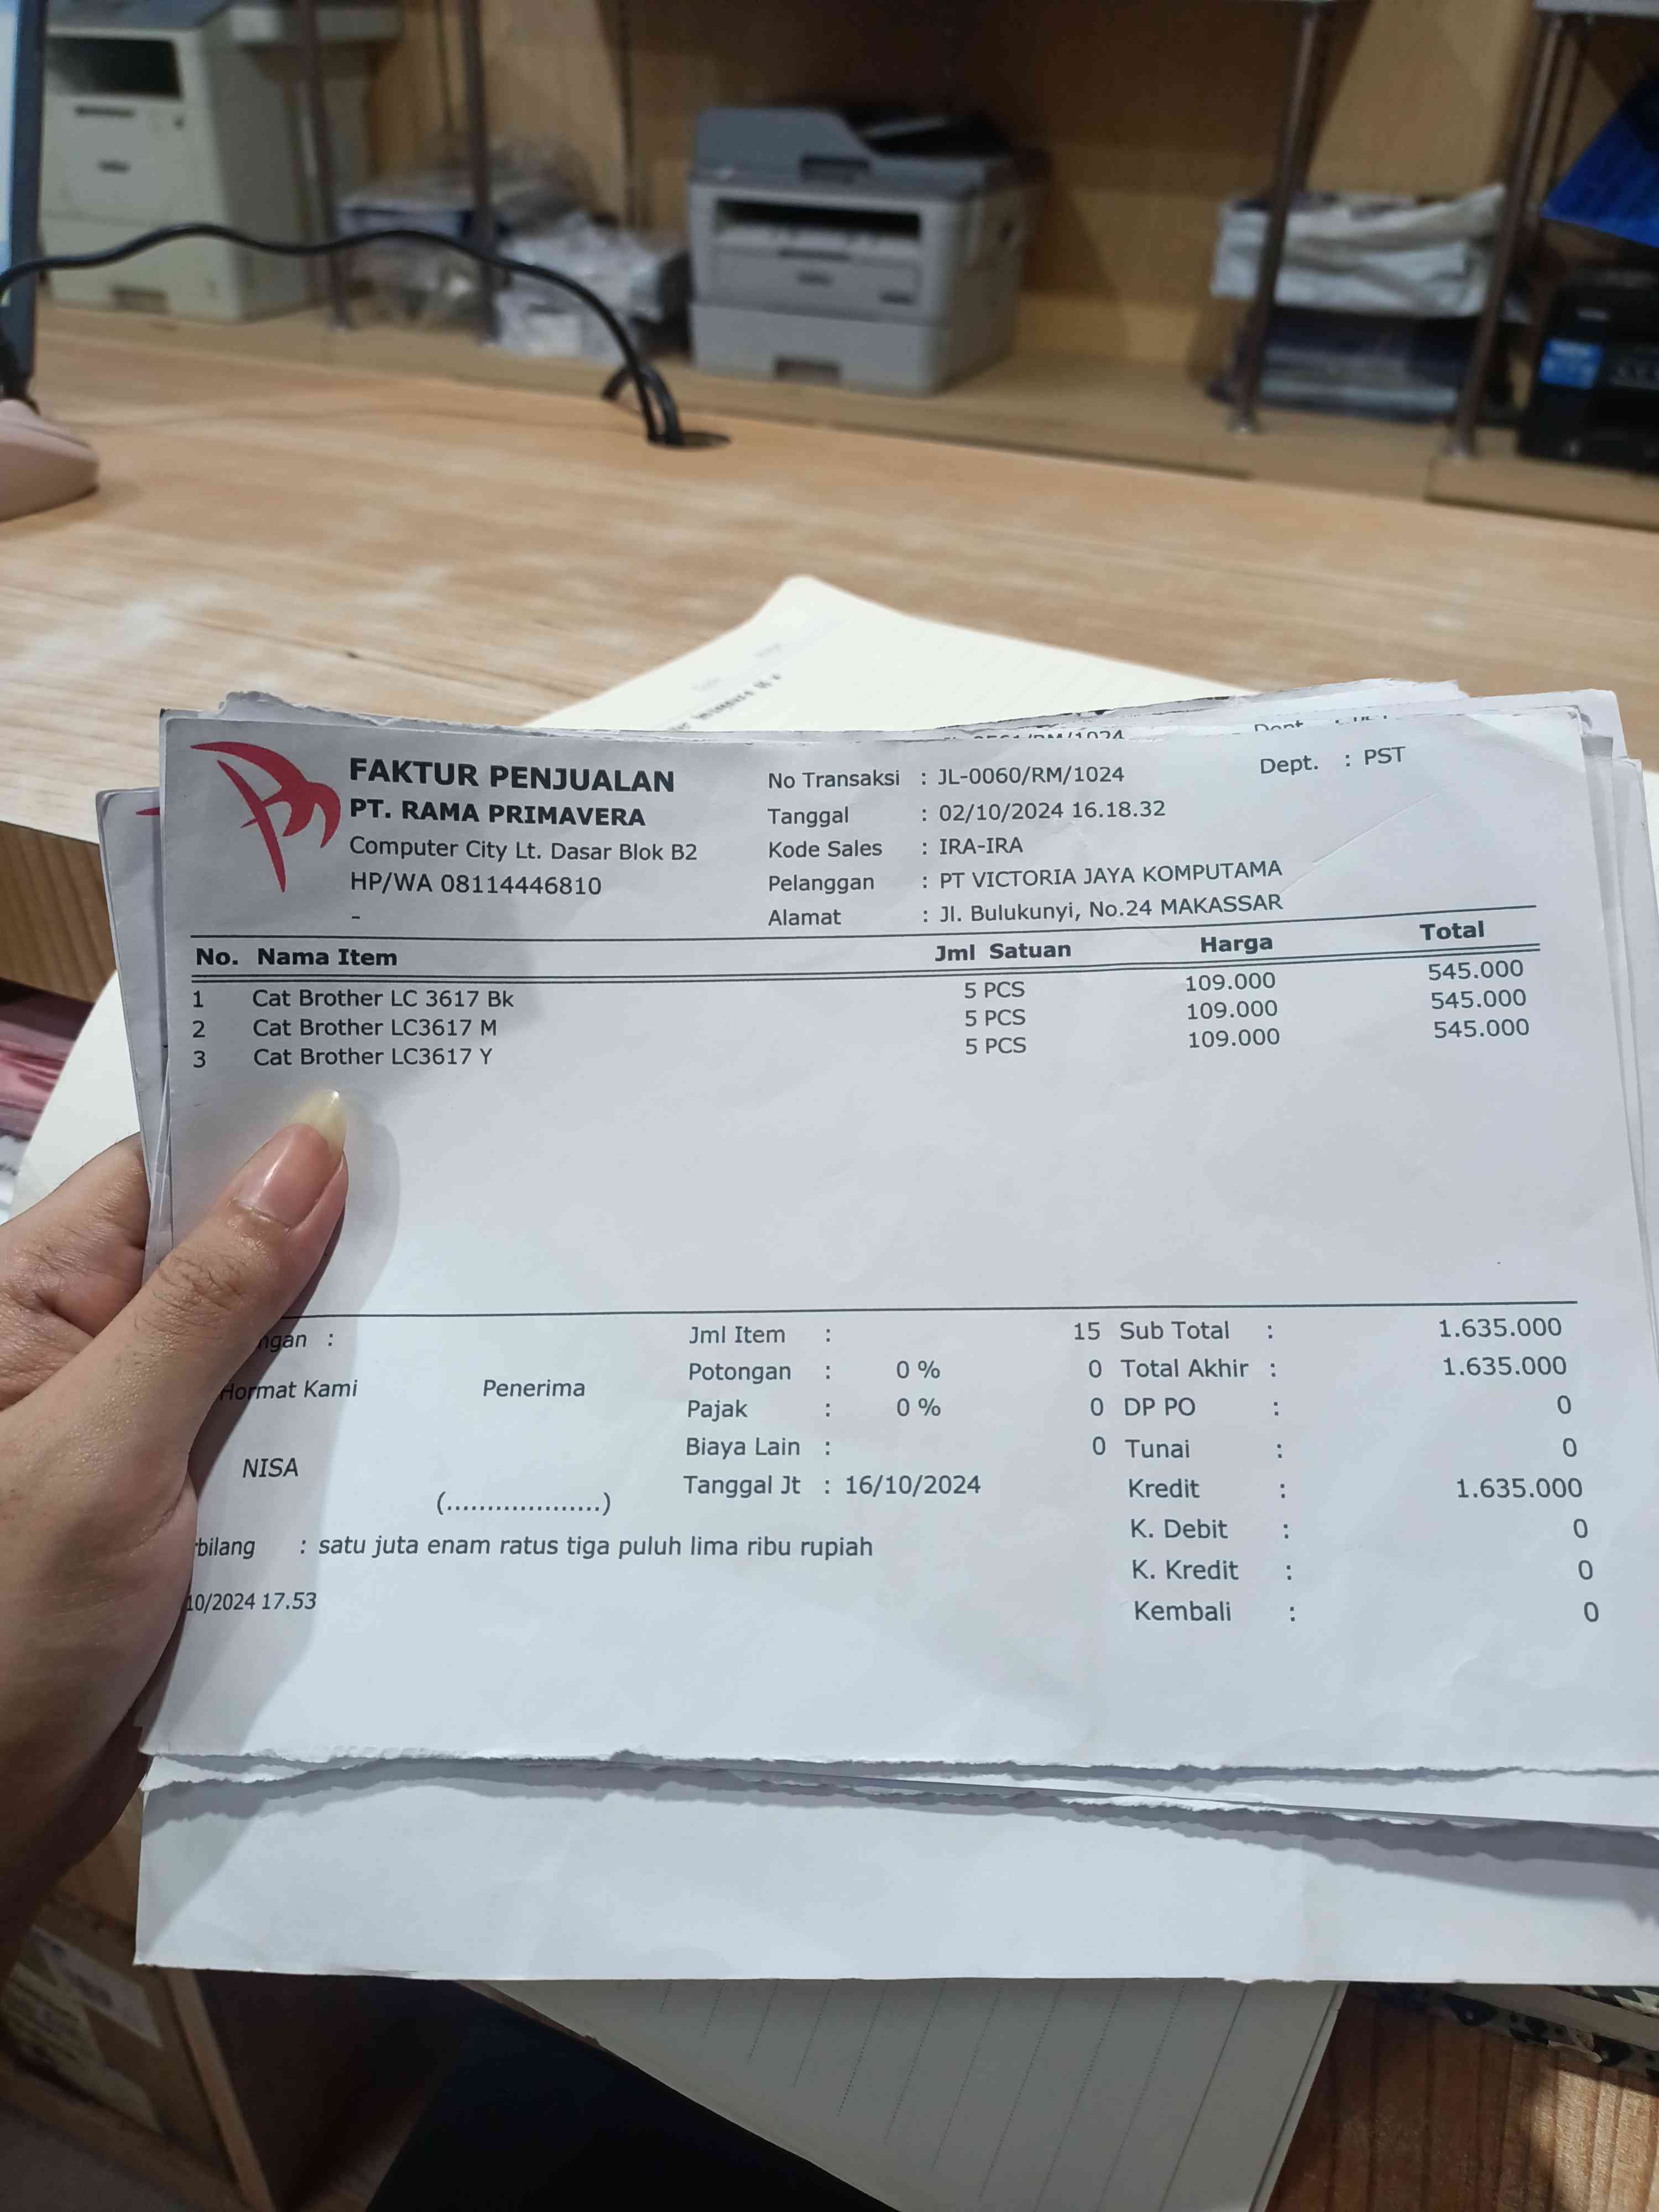 FAKTUR PENJUALAN
PT. RAMA PRIMAVERA
Computer City Lt. Dasar Blok B2
HP/WA 08114446810
-
No Transaksi : JL-0060/RM/1024
Dept. : PST
Tanggal : 02/10/2024 16.18.32
Kode Sales : IRA-IRA
Pelanggan : PT VICTORIA JAYA KOMPUTAMA
Alamat : Jl. Bulukunyi, No.24 MAKASSAR
No. Nama Item Jml Satuan Harga Total
1 Cat Brother LC 3617 Bk 5 PCS 109.000 545.000
2 Cat Brother LC3617 M 5 PCS 109.000 545.000
3 Cat Brother LC3617 Y 5 PCS 109.000 545.000
ngan :
Hormat Kami
Penerima
NISA
(...................)
Jml Item : 15
Potongan : 0 % 0
Pajak : 0 % 0
Biaya Lain : 0
Tanggal Jt : 16/10/2024
Sub Total : 1.635.000
Total Akhir : 1.635.000
DP PO : 0
Tunai : 0
Kredit : 1.635.000
K. Debit : 0
K. Kredit : 0
Kembali : 0
rbilang : satu juta enam ratus tiga puluh lima ribu rupiah
10/2024 17.53